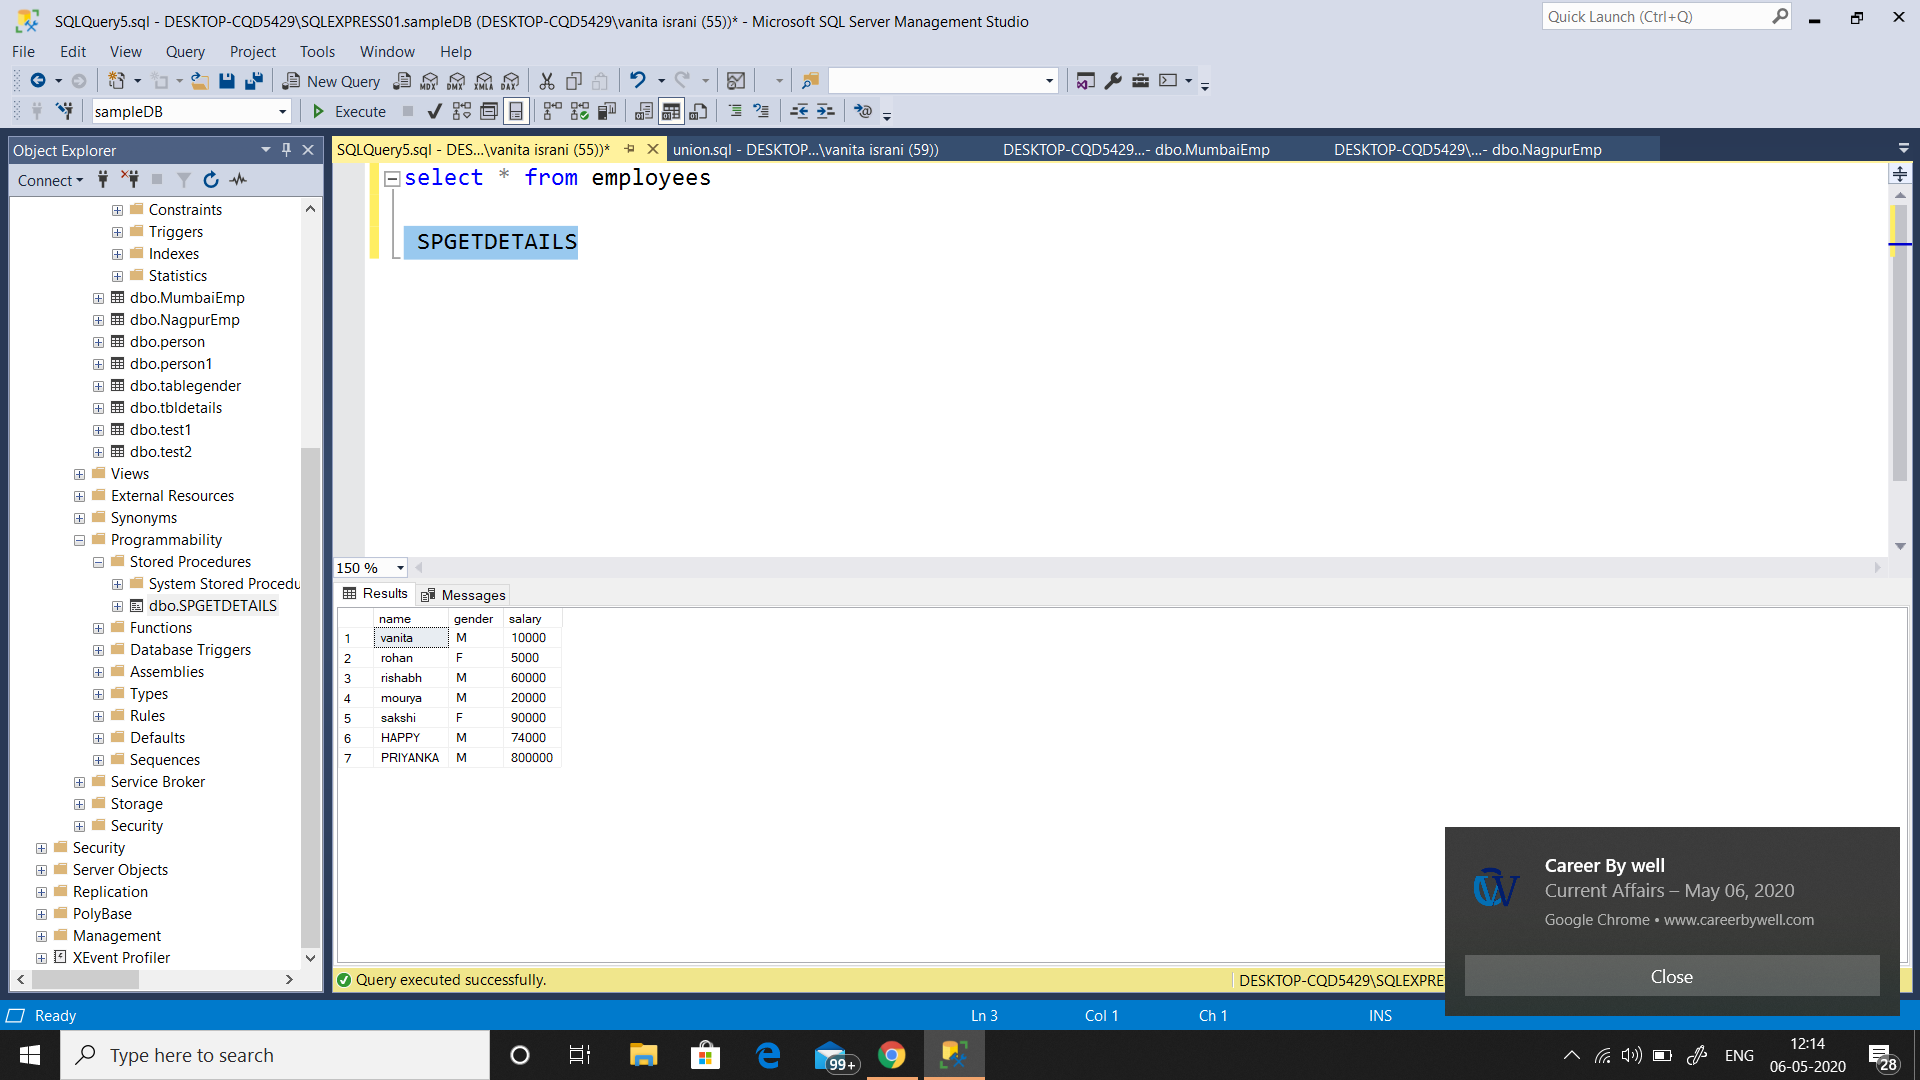 SQLQuery5.sql - DESKTOP-CQD5429\SQLEXPRESS01.sampleDB (DESKTOP-CQD5429\vanita israni (55))* - Microsoft SQL Server Management Studio
Quick Launch (Ctrl+Q)
File Edit View Query Project Tools Window Help
New Query MDX DMX XMLA DAX
sampleDB Execute
Object Explorer
SQLQuery5.sql - DES...\vanita israni (55))* union.sql - DESKTOP...\vanita israni (59)) DESKTOP-CQD5429...- dbo.MumbaiEmp DESKTOP-CQD5429\...- dbo.NagpurEmp
Connect
Constraints
Triggers
Indexes
Statistics
dbo.MumbaiEmp
dbo.NagpurEmp
dbo.person
dbo.person1
dbo.tablegender
dbo.tbldetails
dbo.test1
dbo.test2
Views
External Resources
Synonyms
Programmability
Stored Procedures
System Stored Procedu
dbo.SPGETDETAILS
Functions
Database Triggers
Assemblies
Types
Rules
Defaults
Sequences
Service Broker
Storage
Security
Security
Server Objects
Replication
PolyBase
Management
XEvent Profiler
select * from employees
SPGETDETAILS
150 %
Results Messages
name gender salary
1 vanita M 10000
2 rohan F 5000
3 rishabh M 60000
4 mourya M 20000
5 sakshi F 90000
6 HAPPY M 74000
7 PRIYANKA M 800000
Query executed successfully. DESKTOP-CQD5429\SQLEXPRE
Career By well
Current Affairs – May 06, 2020
Google Chrome • www.careerbywell.com
Close
Ready Ln 3 Col 1 Ch 1 INS
Type here to search
99+
ENG
12:14
06-05-2020
28